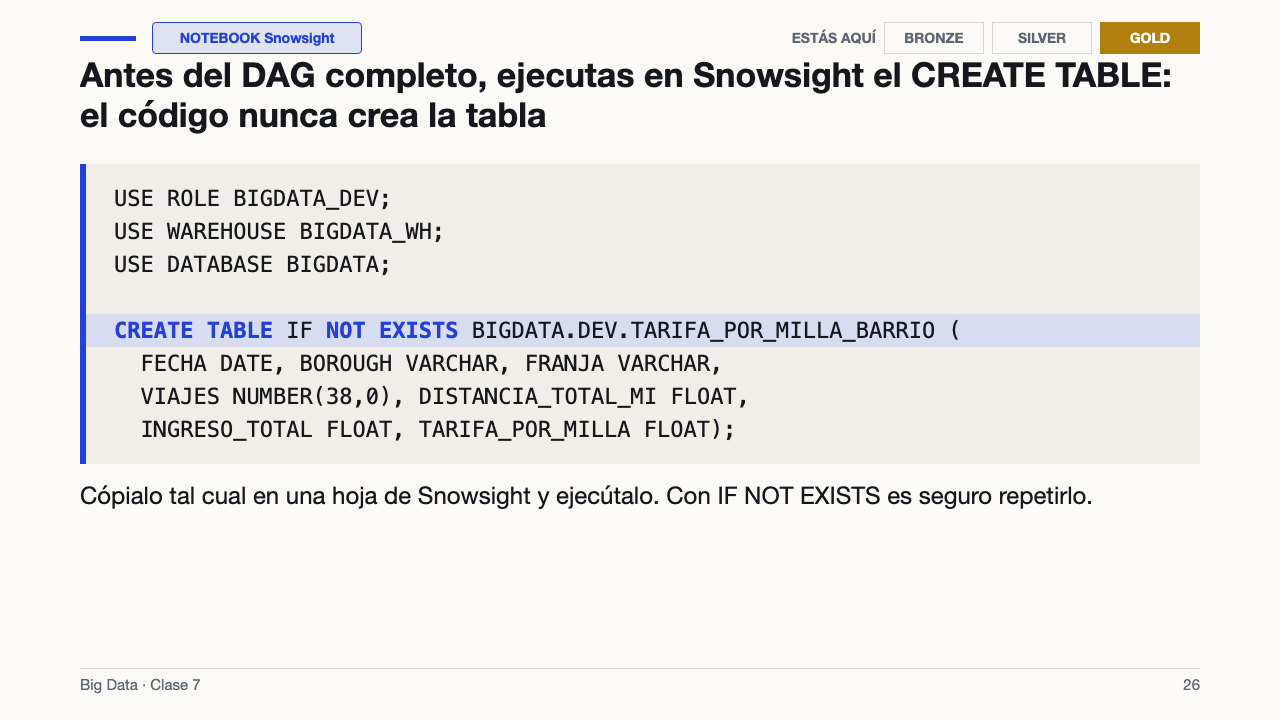 NOTEBOOK Snowsight
ESTÁS AQUÍ
BRONZE
SILVER
GOLD
Antes del DAG completo, ejecutas en Snowsight el CREATE TABLE:
el código nunca crea la tabla
USE ROLE BIGDATA_DEV;
USE WAREHOUSE BIGDATA_WH;
USE DATABASE BIGDATA;
CREATE TABLE IF NOT EXISTS BIGDATA.DEV.TARIFA_POR_MILLA_BARRIO (
FECHA DATE, BOROUGH VARCHAR, FRANJA VARCHAR,
VIAJES NUMBER(38,0), DISTANCIA_TOTAL_MI FLOAT,
INGRESO_TOTAL FLOAT, TARIFA_POR_MILLA FLOAT);
Cópialo tal cual en una hoja de Snowsight y ejecútalo. Con IF NOT EXISTS es seguro repetirlo.
Big Data · Clase 7
26